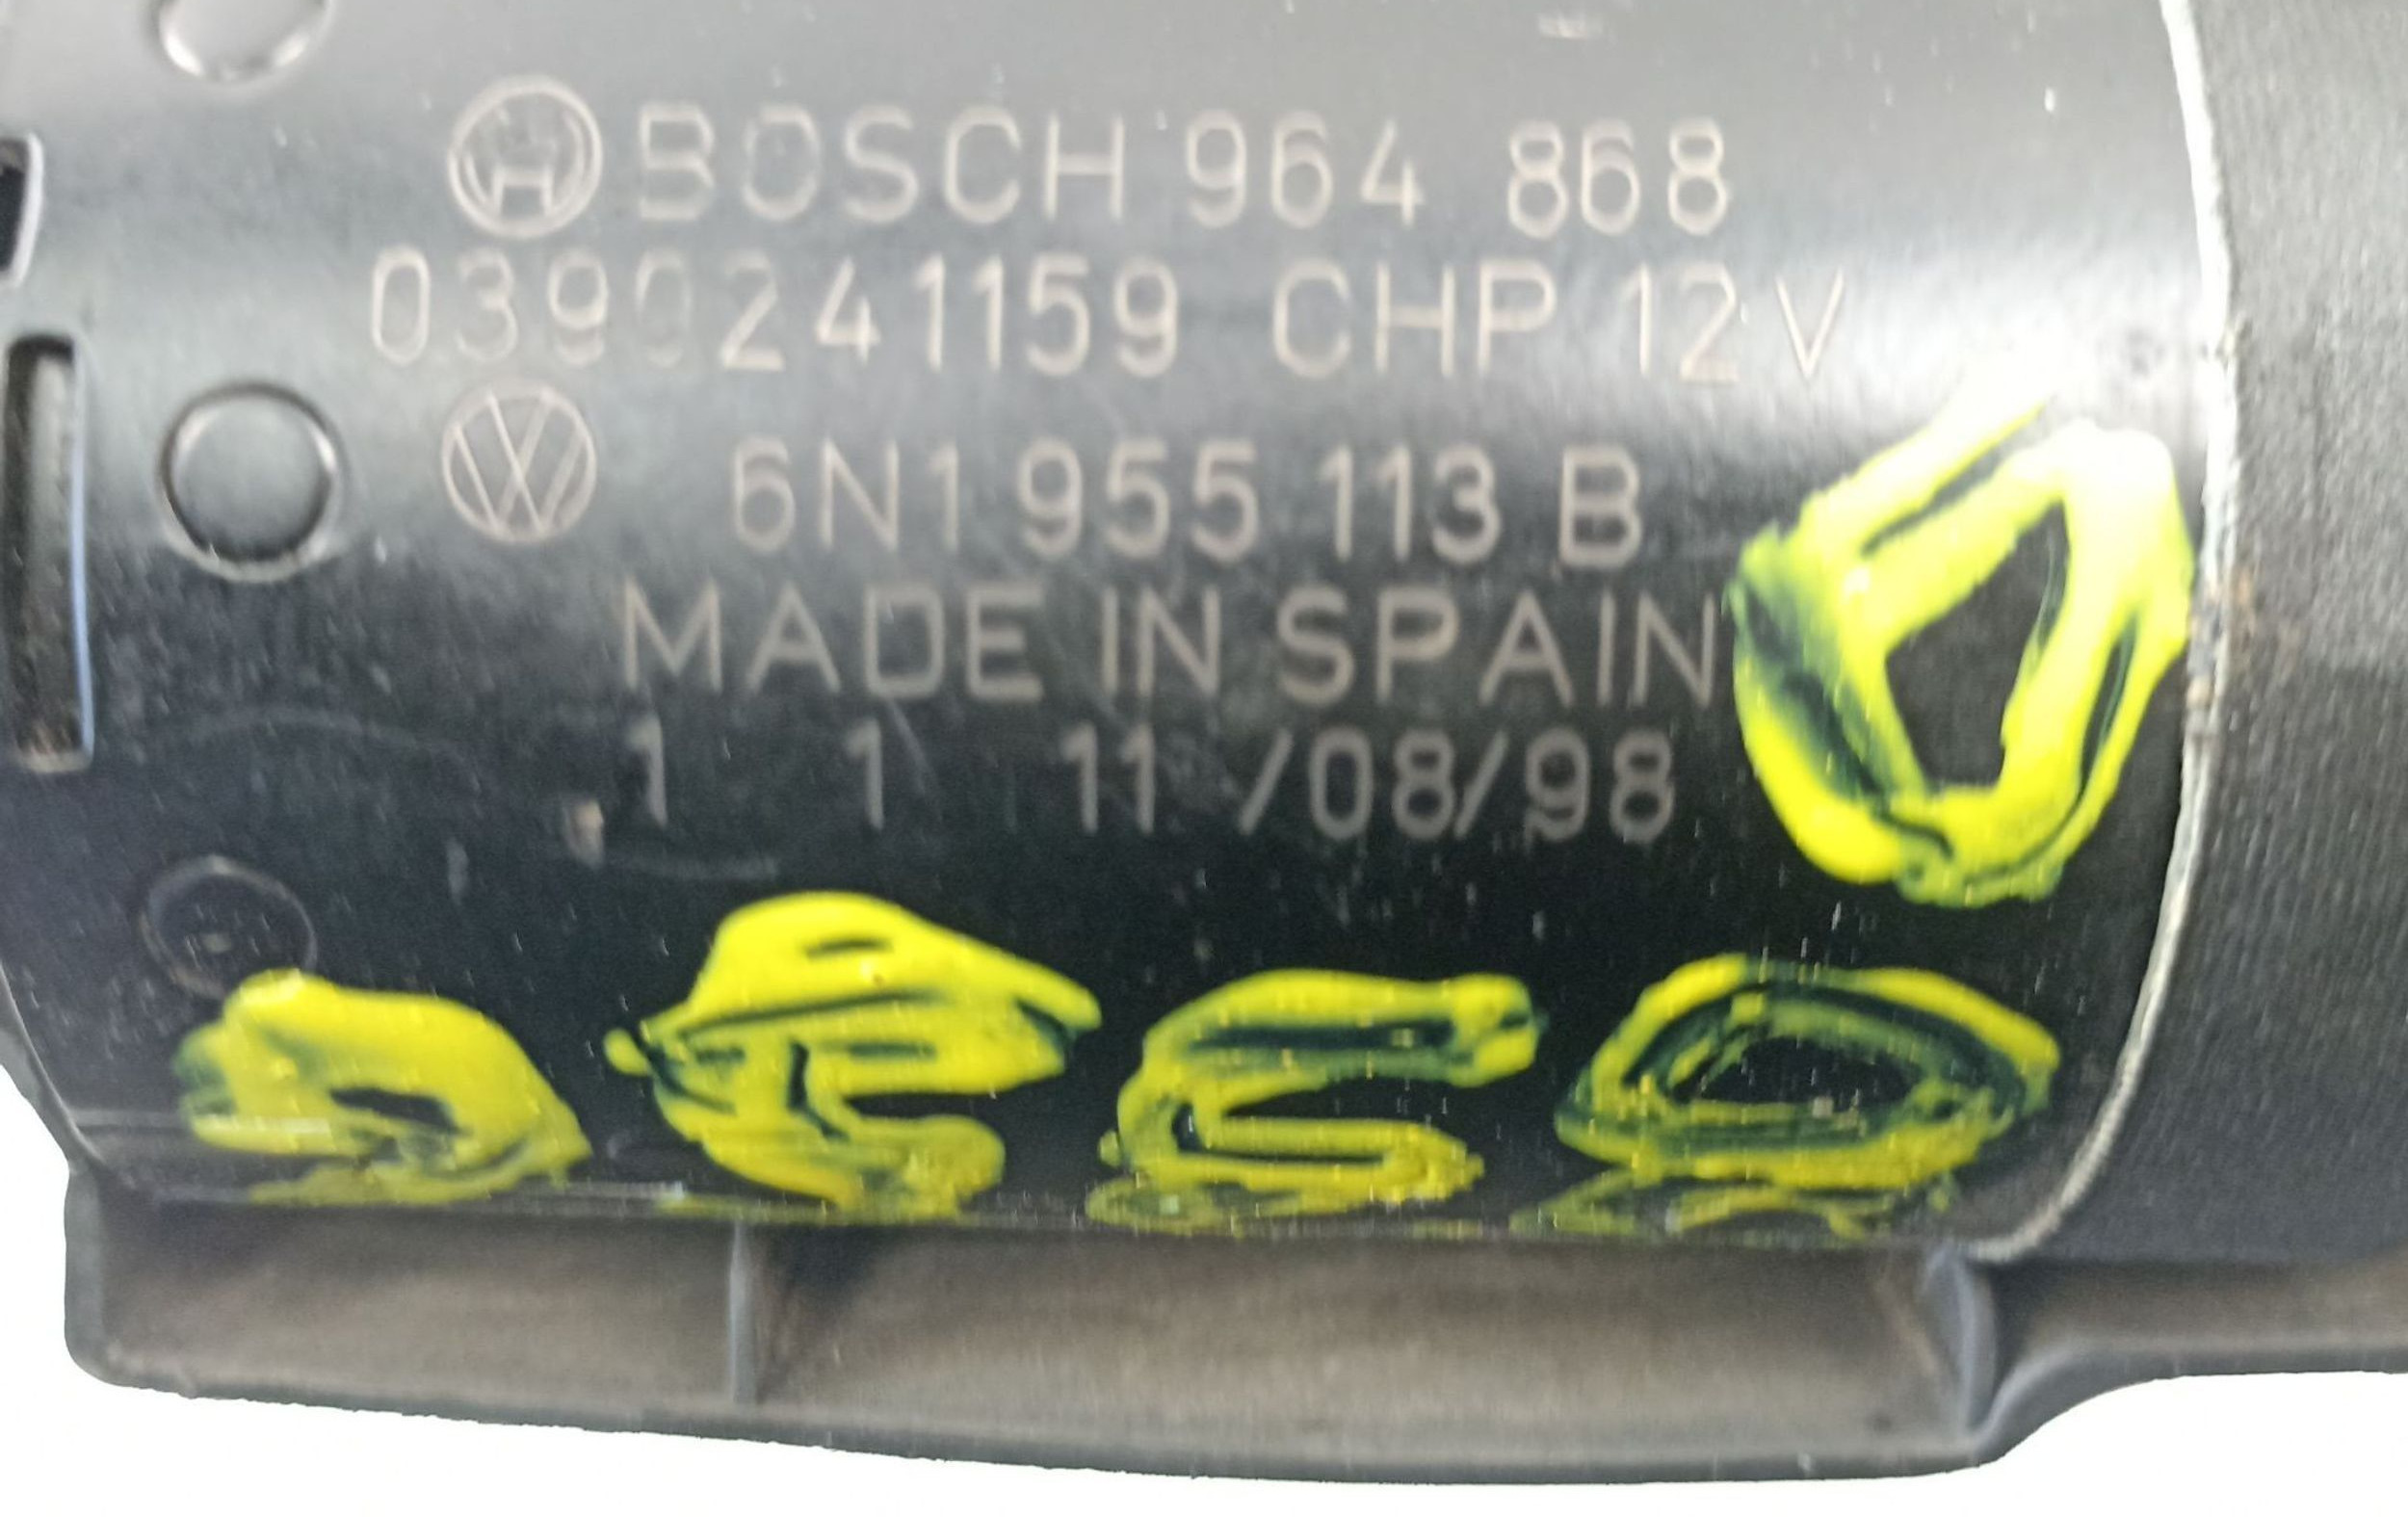 BOSCH 964 868
0390241159 CHP 12V
6N1 955 113 B
MADE IN SPAIN
1 1 11/08/98